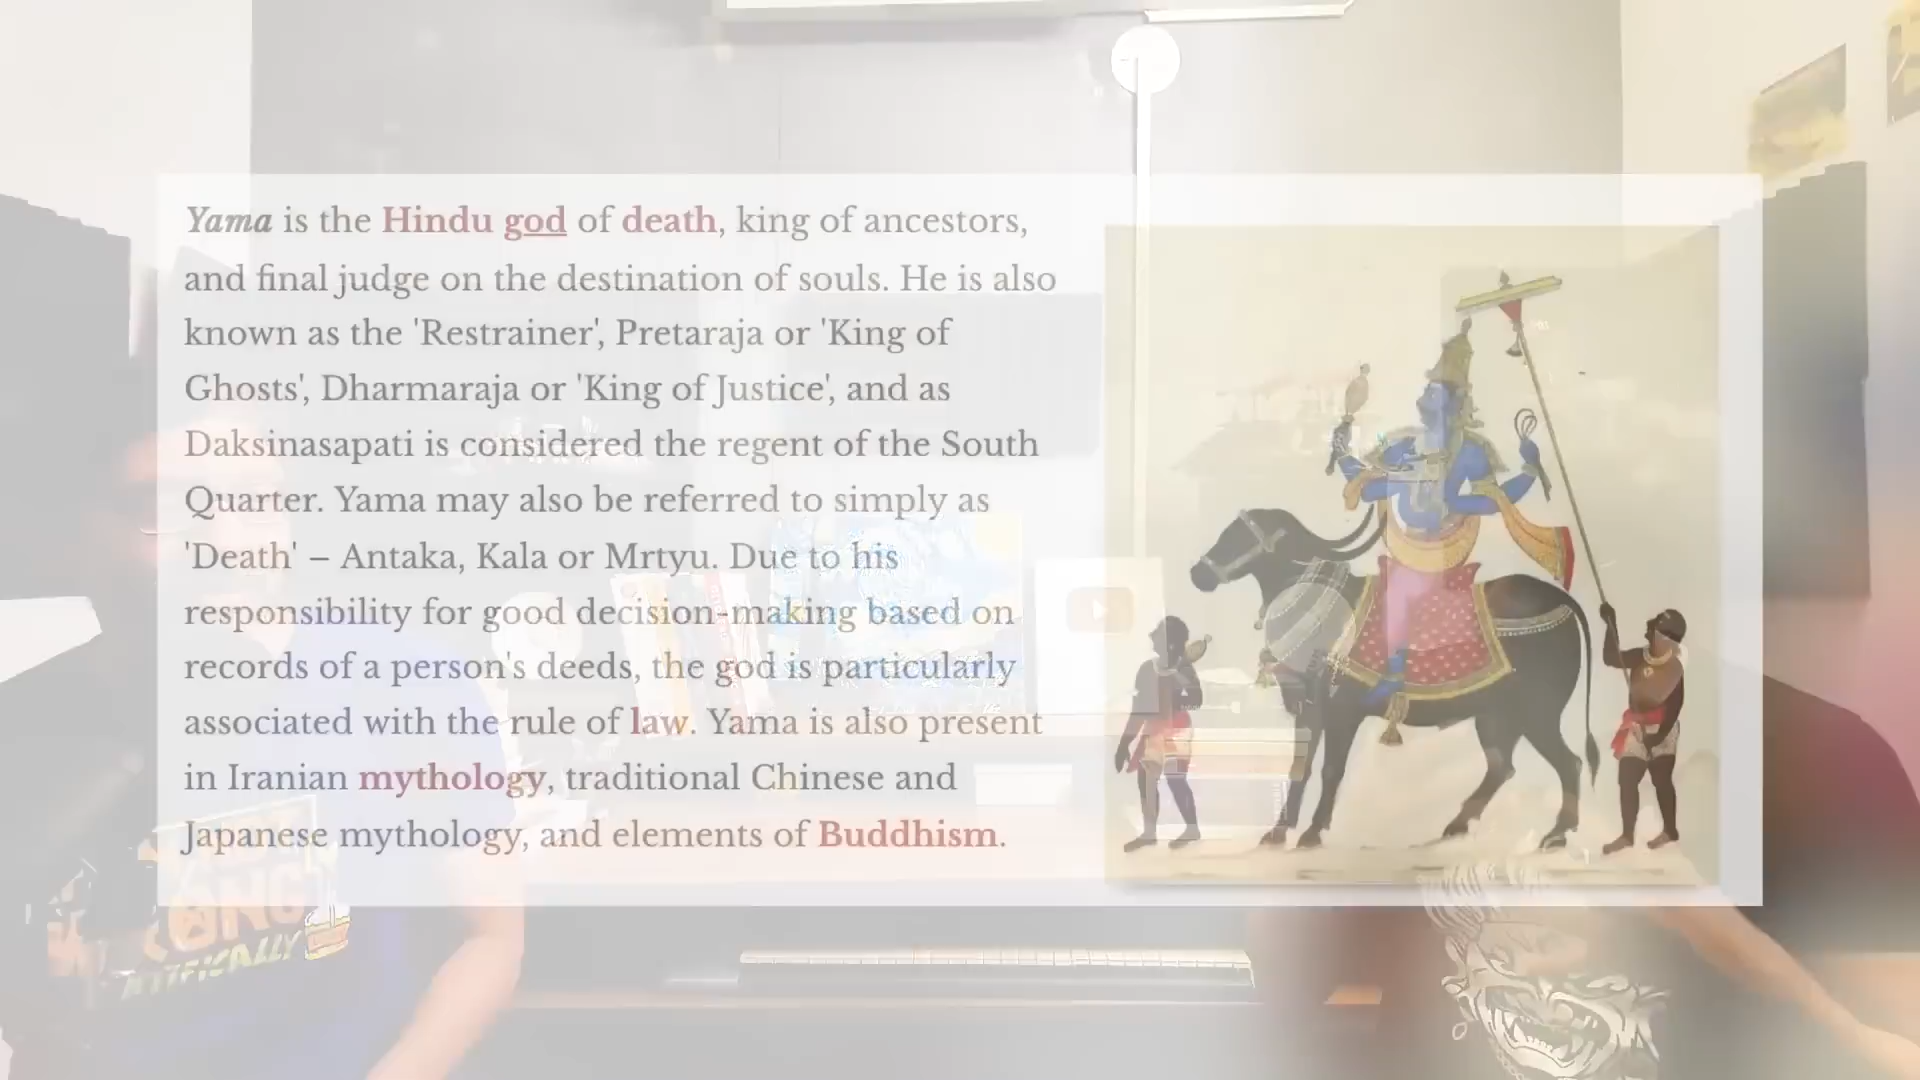 Yama is the Hindu god of death, king of ancestors,
and final judge on the destination of souls. He is also
known as the 'Restrainer', Pretaraja or 'King of
Ghosts', Dharmaraja or 'King of Justice', and as
Daksinasapati is considered the regent of the South
Quarter. Yama may also be referred to simply as
'Death' – Antaka, Kala or Mrtyu. Due to his
responsibility for good decision-making based on
records of a person's deeds, the god is particularly
associated with the rule of law. Yama is also present
in Iranian mythology, traditional Chinese and
Japanese mythology, and elements of Buddhism.